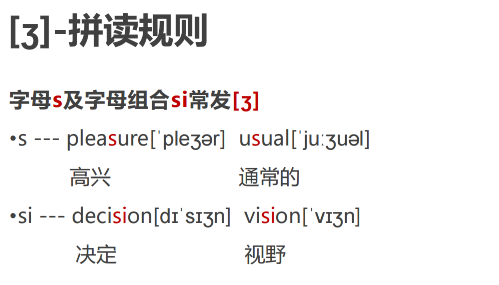 [ʒ]-拼读规则
字母s及字母组合si常发[ʒ]
•s --- pleasure[ˈpleʒər] usual[ˈjuːʒuəl]
高兴 通常的
•si --- decision[dɪˈsɪʒn] vision[ˈvɪʒn]
决定 视野